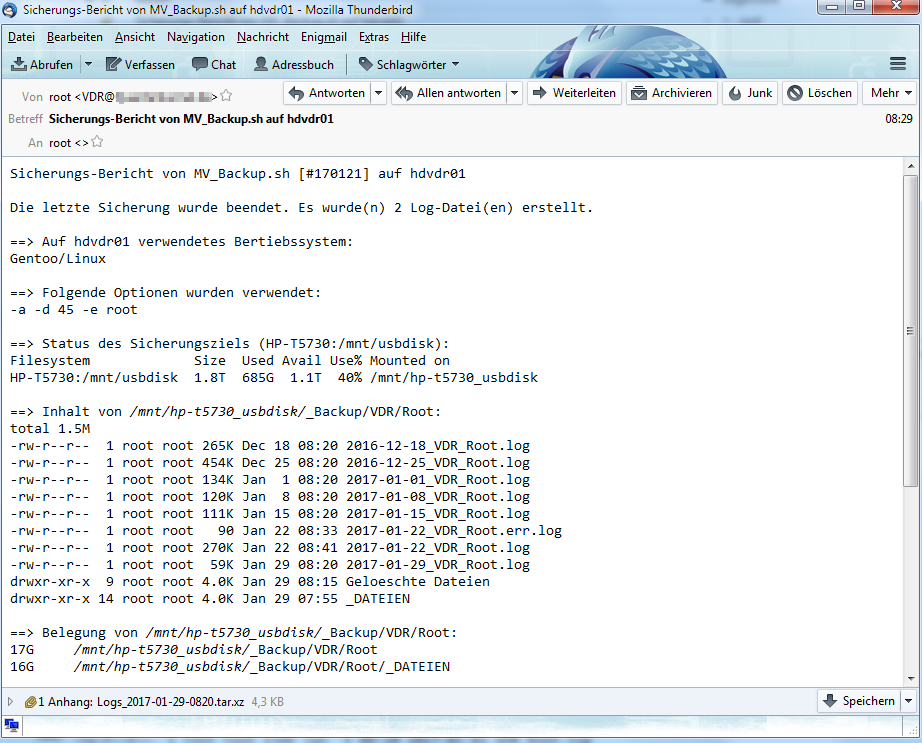 Sicherungs-Bericht von MV_Backup.sh auf hdvdr01 - Mozilla Thunderbird
Datei Bearbeiten Ansicht Navigation Nachricht Enigmail Extras Hilfe
Abrufen Verfassen Chat Adressbuch Schlagwörter
Von root <VDR@ > Antworten Allen antworten Weiterleiten Archivieren Junk Löschen Mehr
Betreff Sicherungs-Bericht von MV_Backup.sh auf hdvdr01 08:29
An root <>
Sicherungs-Bericht von MV_Backup.sh [#170121] auf hdvdr01
Die letzte Sicherung wurde beendet. Es wurde(n) 2 Log-Datei(en) erstellt.
==> Auf hdvdr01 verwendetes Bertiebssystem:
Gentoo/Linux
==> Folgende Optionen wurden verwendet:
-a -d 45 -e root
==> Status des Sicherungsziels (HP-T5730:/mnt/usbdisk):
Filesystem Size Used Avail Use% Mounted on
HP-T5730:/mnt/usbdisk 1.8T 685G 1.1T 40% /mnt/hp-t5730_usbdisk
==> Inhalt von /mnt/hp-t5730_usbdisk/_Backup/VDR/Root:
total 1.5M
-rw-r--r-- 1 root root 265K Dec 18 08:20 2016-12-18_VDR_Root.log
-rw-r--r-- 1 root root 454K Dec 25 08:20 2016-12-25_VDR_Root.log
-rw-r--r-- 1 root root 134K Jan 1 08:20 2017-01-01_VDR_Root.log
-rw-r--r-- 1 root root 120K Jan 8 08:20 2017-01-08_VDR_Root.log
-rw-r--r-- 1 root root 111K Jan 15 08:20 2017-01-15_VDR_Root.log
-rw-r--r-- 1 root root 90 Jan 22 08:33 2017-01-22_VDR_Root.err.log
-rw-r--r-- 1 root root 270K Jan 22 08:41 2017-01-22_VDR_Root.log
-rw-r--r-- 1 root root 59K Jan 29 08:20 2017-01-29_VDR_Root.log
drwxr-xr-x 9 root root 4.0K Jan 29 08:15 Geloeschte Dateien
drwxr-xr-x 14 root root 4.0K Jan 29 07:55 _DATEIEN
==> Belegung von /mnt/hp-t5730_usbdisk/_Backup/VDR/Root:
17G /mnt/hp-t5730_usbdisk/_Backup/VDR/Root
16G /mnt/hp-t5730_usbdisk/_Backup/VDR/Root/_DATEIEN
1 Anhang: Logs_2017-01-29-0820.tar.xz 4,3 KB Speichern